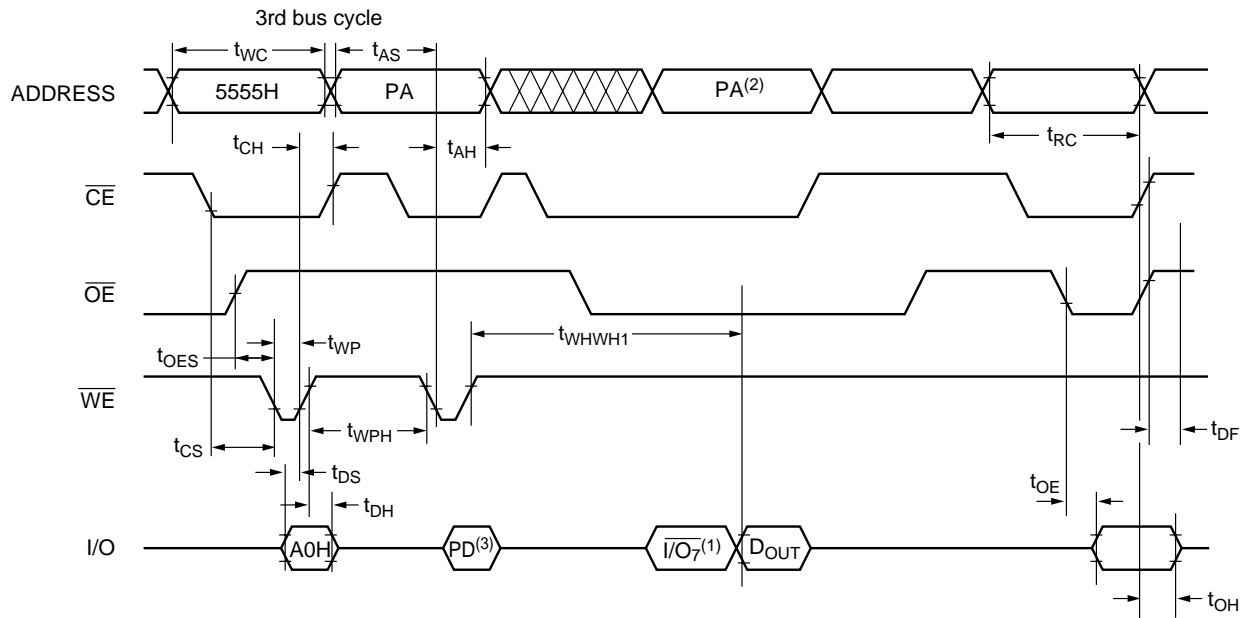 3rd bus cycle
tWC tAS
ADDRESS 5555H PA PA(2)
tCH tAH tRC
CE
OE
tWHWH1
tOES tWP
WE
tCS tWPH tDF
tDS tOE
tDH
I/O A0H PD(3) I/O7(1) DOUT
tOH